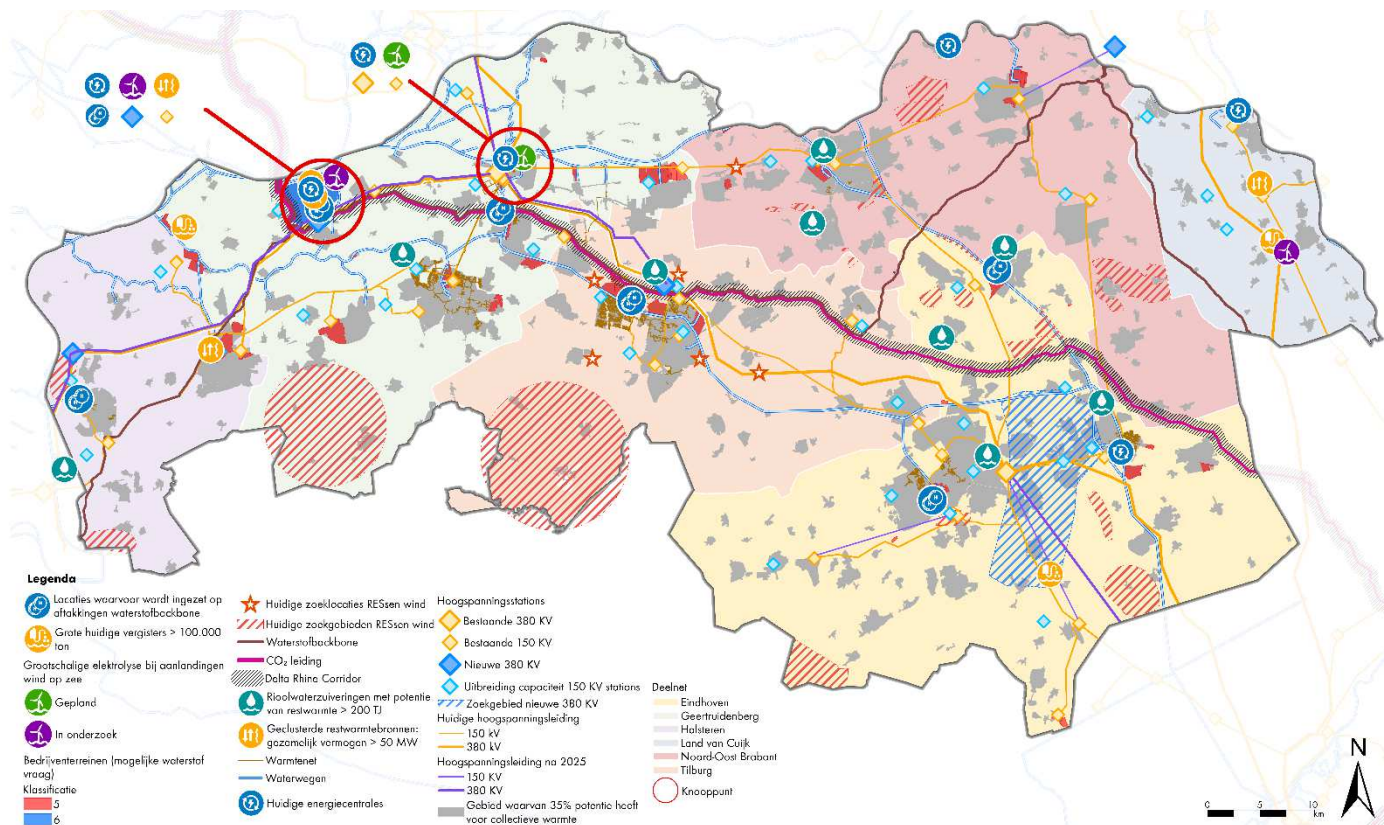 Legenda
Locaties waarvoor wordt ingezet op
aftakkingen waterstofbackbone
Grote huidige vergisters > 100.000
ton
Grootschalige elektrolyse bij aanlandingen
wind op zee
Gepland
In onderzoek
Bedrijventerreinen (mogelijke waterstof
vraag)
Klassificatie
5
6
Huidige zoeklocaties RESsen wind
Huidige zoekgebieden RESsen wind
Waterstofbackbone
CO₂ leiding
Delta Rhine Corridor
Rioolwaterzuiveringen met potentie
van restwarmte > 200 TJ
Geclusterde restwarmtebronnen:
gezamelijk vermogen > 50 MW
Warmtenet
Waterwegen
Huidige energiecentrales
Hoogspanningsstations
Bestaande 380 KV
Bestaande 150 KV
Nieuwe 380 KV
Uitbreiding capaciteit 150 KV stations
Zoekgebied nieuwe 380 KV
Huidige hoogspanningsleiding
150 KV
380 kV
Hoogspanningsleiding na 2025
150 KV
380 KV
Gebied waarvan 35% potentie heeft
voor collectieve warmte
Deelnet
Eindhoven
Geertruidenberg
Halsteren
Land van Cuijk
Noord-Oost Brabant
Tilburg
Knooppunt
N
0 5 10
km